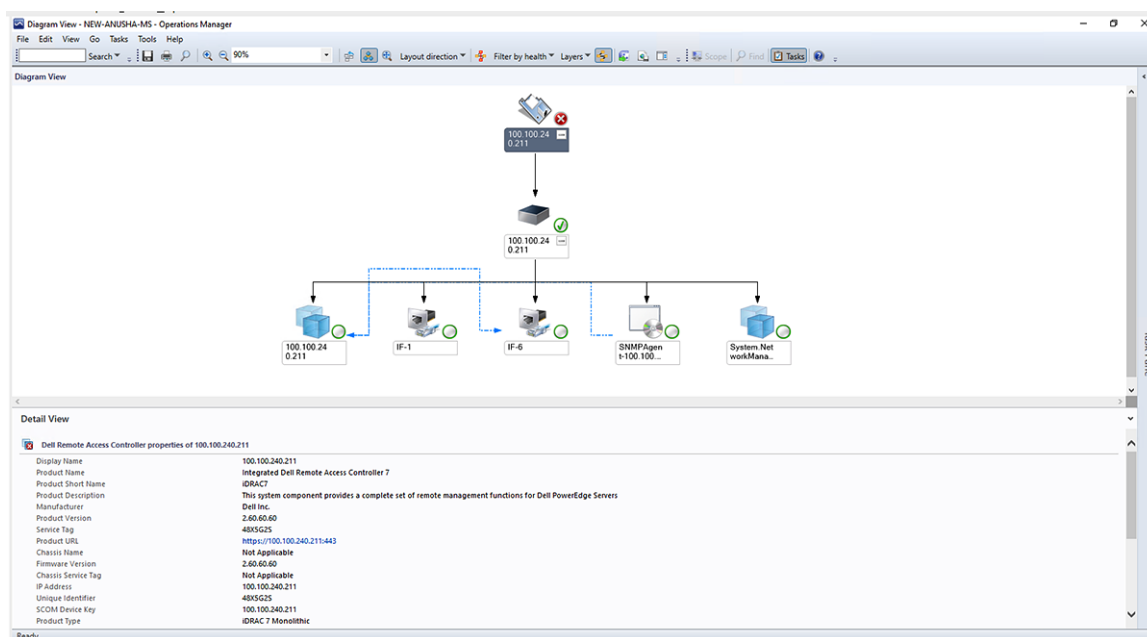 Diagram View - NEW-ANUSHA-MS - Operations Manager
File Edit View Go Tasks Tools Help
Search 90% Layout direction Filter by health Layers Scope Find Tasks
Diagram View
100.100.24
0.211
100.100.24
0.211
100.100.24
0.211
IF-1
IF-6
SNMPAgen
t-100.100...
System.Net
workMana..
Detail View
Dell Remote Access Controller properties of 100.100.240.211
Display Name 100.100.240.211
Product Name Integrated Dell Remote Access Controller 7
Product Short Name iDRAC7
Product Description This system component provides a complete set of remote management functions for Dell PowerEdge Servers
Manufacturer Dell Inc.
Product Version 2.60.60.60
Service Tag 48X5G2S
Product URL https://100.100.240.211:443
Chassis Name Not Applicable
Firmware Version 2.60.60.60
Chassis Service Tag Not Applicable
IP Address 100.100.240.211
Unique Identifier 48X5G2S
SCOM Device Key 100.100.240.211
Product Type iDRAC 7 Monolithic
Ready